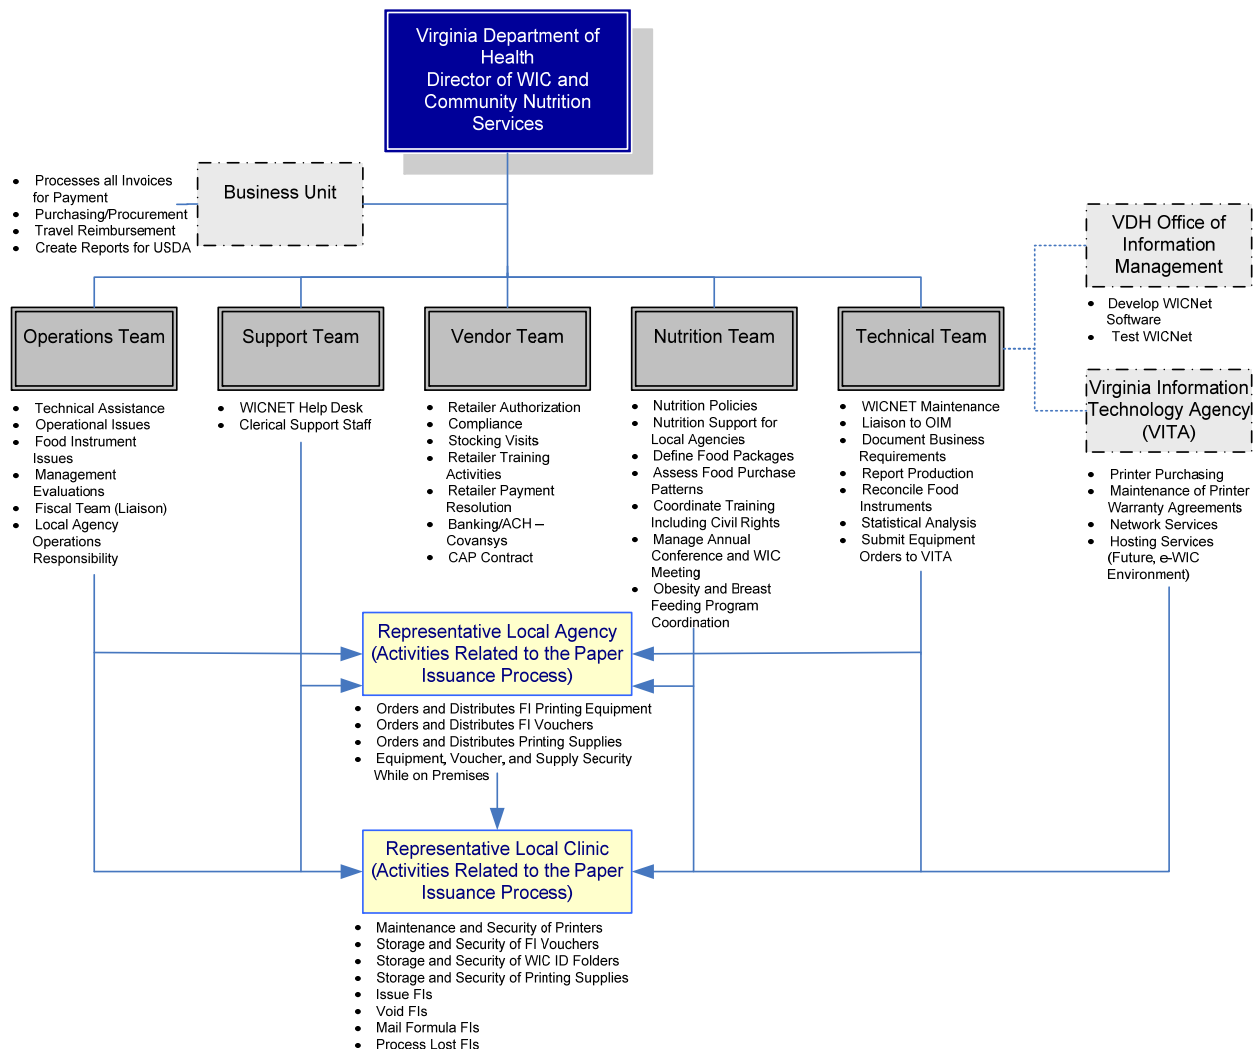 Virginia Department of
Health
Director of WIC and
Community Nutrition
Services
• Processes all Invoices
for Payment
• Purchasing/Procurement
• Travel Reimbursement
• Create Reports for USDA
Business Unit
VDH Office of
Information
Management
• Develop WICNet
Software
• Test WICNet
Virginia Information
Technology Agency
(VITA)
• Printer Purchasing
• Maintenance of Printer
Warranty Agreements
• Network Services
• Hosting Services
(Future, e-WIC
Environment)
Operations Team
• Technical Assistance
• Operational Issues
• Food Instrument
Issues
• Management
Evaluations
• Fiscal Team (Liaison)
• Local Agency
Operations
Responsibility
Support Team
• WICNET Help Desk
• Clerical Support Staff
Vendor Team
• Retailer Authorization
• Compliance
• Stocking Visits
• Retailer Training
Activities
• Retailer Payment
Resolution
• Banking/ACH –
Covansys
• CAP Contract
Nutrition Team
• Nutrition Policies
• Nutrition Support for
Local Agencies
• Define Food Packages
• Assess Food Purchase
Patterns
• Coordinate Training
Including Civil Rights
• Manage Annual
Conference and WIC
Meeting
• Obesity and Breast
Feeding Program
Coordination
Technical Team
• WICNET Maintenance
• Liaison to OIM
• Document Business
Requirements
• Report Production
• Reconcile Food
Instruments
• Statistical Analysis
• Submit Equipment
Orders to VITA
Representative Local Agency
(Activities Related to the Paper
Issuance Process)
• Orders and Distributes FI Printing Equipment
• Orders and Distributes FI Vouchers
• Orders and Distributes Printing Supplies
• Equipment, Voucher, and Supply Security
While on Premises
Representative Local Clinic
(Activities Related to the Paper
Issuance Process)
• Maintenance and Security of Printers
• Storage and Security of FI Vouchers
• Storage and Security of WIC ID Folders
• Storage and Security of Printing Supplies
• Issue FIs
• Void FIs
• Mail Formula FIs
• Process Lost FIs